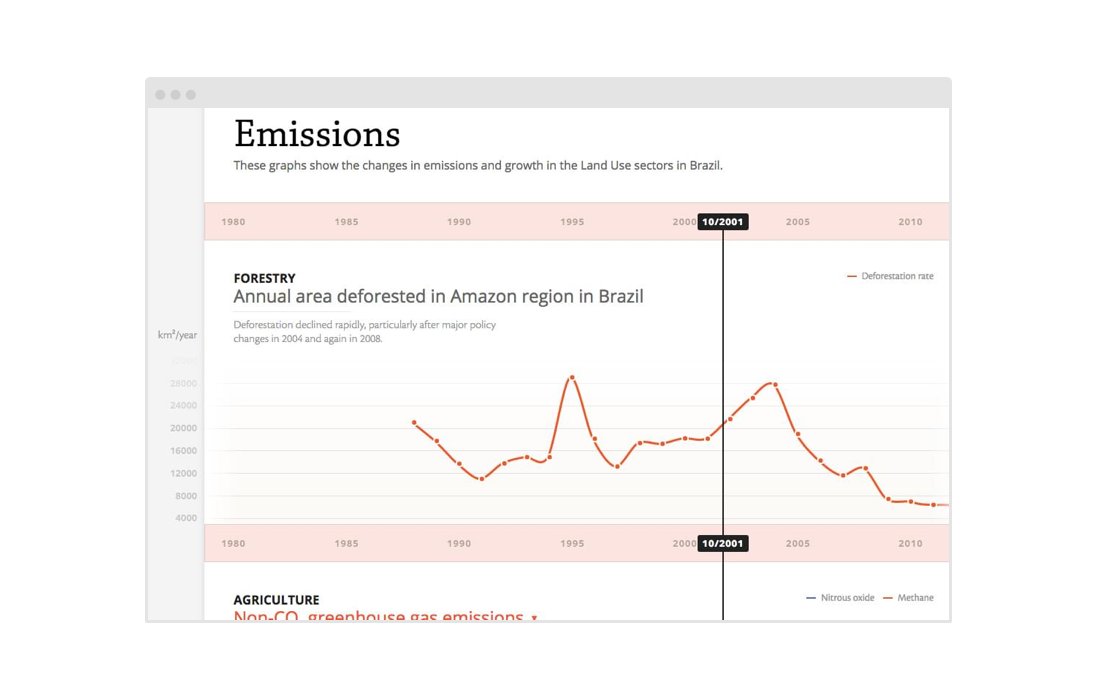 Emissions
These graphs show the changes in emissions and growth in the Land Use sectors in Brazil.
1980 1985 1990 1995 2000 10/2001 2005 2010
FORESTRY
Deforestation rate
Annual area deforested in Amazon region in Brazil
Deforestation declined rapidly, particularly after major policy
changes in 2004 and again in 2008.
km²/year
28000
24000
20000
16000
12000
8000
4000
1980 1985 1990 1995 2000 10/2001 2005 2010
AGRICULTURE
Nitrous oxide Methane
Non-CO₂ greenhouse gas emissions